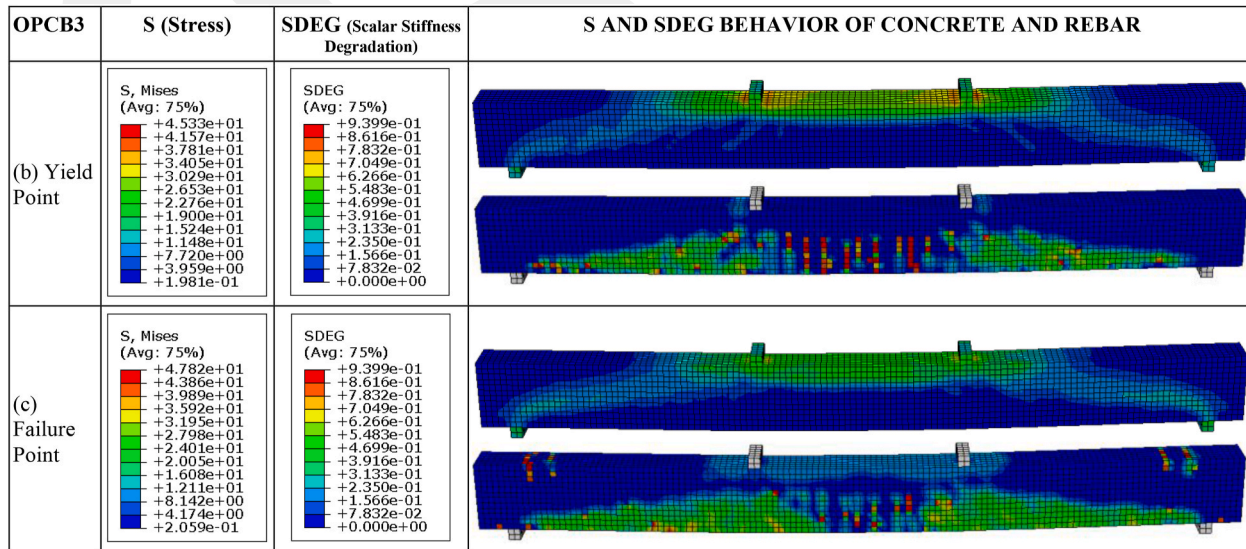 OPCB3
S (Stress)
SDEG (Scalar Stiffness
Degradation)
S AND SDEG BEHAVIOR OF CONCRETE AND REBAR
(b) Yield
Point
S, Mises
(Avg: 75%)
+4.533e+01
+4.157e+01
+3.781e+01
+3.405e+01
+3.029e+01
+2.653e+01
+2.276e+01
+1.900e+01
+1.524e+01
+1.148e+01
+7.720e+00
+3.959e+00
+1.981e-01
SDEG
(Avg: 75%)
+9.399e-01
+8.616e-01
+7.832e-01
+7.049e-01
+6.266e-01
+5.483e-01
+4.699e-01
+3.916e-01
+3.133e-01
+2.350e-01
+1.566e-01
+7.832e-02
+0.000e+00
(c)
Failure
Point
S, Mises
(Avg: 75%)
+4.782e+01
+4.386e+01
+3.989e+01
+3.592e+01
+3.195e+01
+2.798e+01
+2.401e+01
+2.005e+01
+1.608e+01
+1.211e+01
+8.142e+00
+4.174e+00
+2.059e-01
SDEG
(Avg: 75%)
+9.399e-01
+8.616e-01
+7.832e-01
+7.049e-01
+6.266e-01
+5.483e-01
+4.699e-01
+3.916e-01
+3.133e-01
+2.350e-01
+1.566e-01
+7.832e-02
+0.000e+00